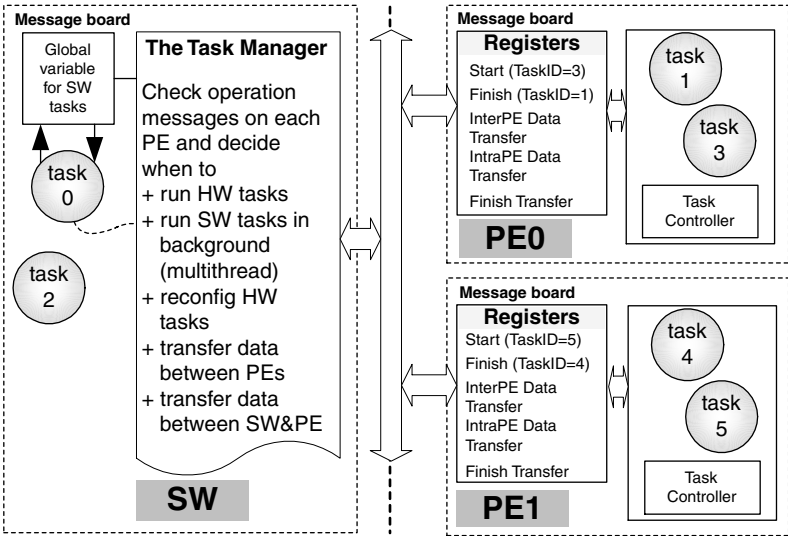 Message board
Global
variable
for SW
tasks
task
0
task
2
The Task Manager
Check operation
messages on each
PE and decide
when to
+ run HW tasks
+ run SW tasks in
background
(multithread)
+ reconfig HW
tasks
+ transfer data
between PEs
+ transfer data
between SW&PE
SW
Message board
Registers
Start (TaskID=3)
Finish (TaskID=1)
InterPE Data
Transfer
IntraPE Data
Transfer
Finish Transfer
PE0
task
1
task
3
Task
Controller
Message board
Registers
Start (TaskID=5)
Finish (TaskID=4)
InterPE Data
Transfer
IntraPE Data
Transfer
Finish Transfer
PE1
task
4
task
5
Task
Controller